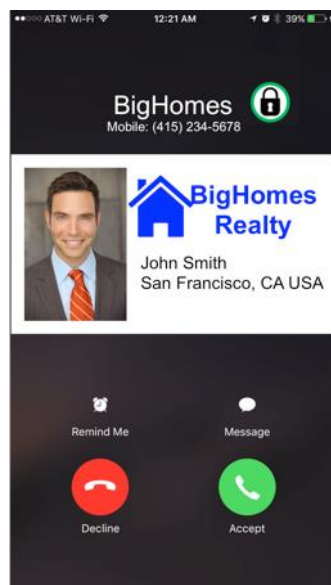 AT&T Wi-Fi 12:21 AM 39%
BigHomes
Mobile: (415) 234-5678
BigHomes
Realty
John Smith
San Francisco, CA USA
Remind Me Message
Decline Accept